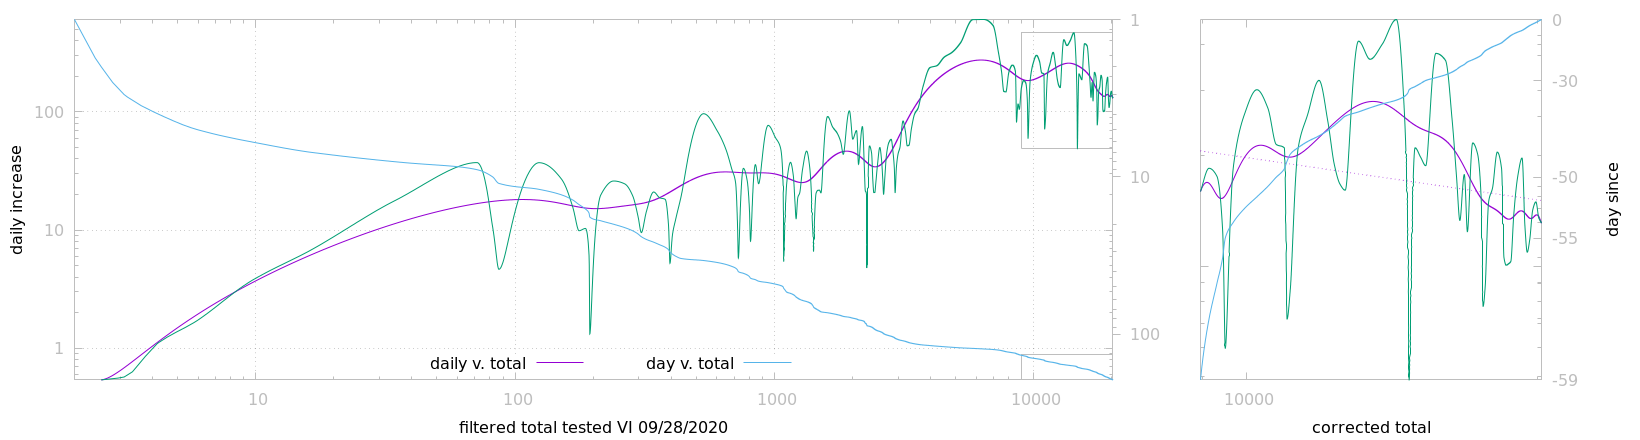 1
0
100
-30
daily increase
10
-50
day since
10
-55
100
1
daily v. total
day v. total
-59
10
100
1000
10000
10000
filtered total tested VI 09/28/2020
corrected total